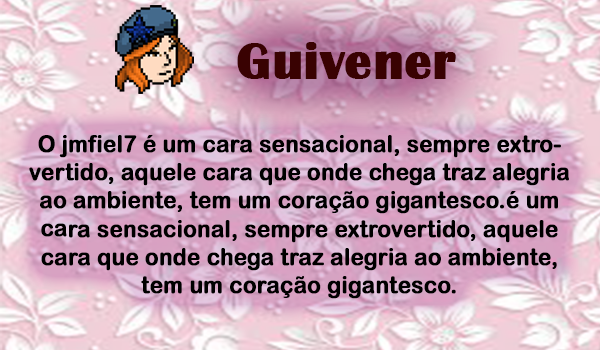 Guivener
O jmfiel7 é um cara sensacional, sempre extro-
vertido, aquele cara que onde chega traz alegria
ao ambiente, tem um coração gigantesco.é um
cara sensacional, sempre extrovertido, aquele
cara que onde chega traz alegria ao ambiente,
tem um coração gigantesco.